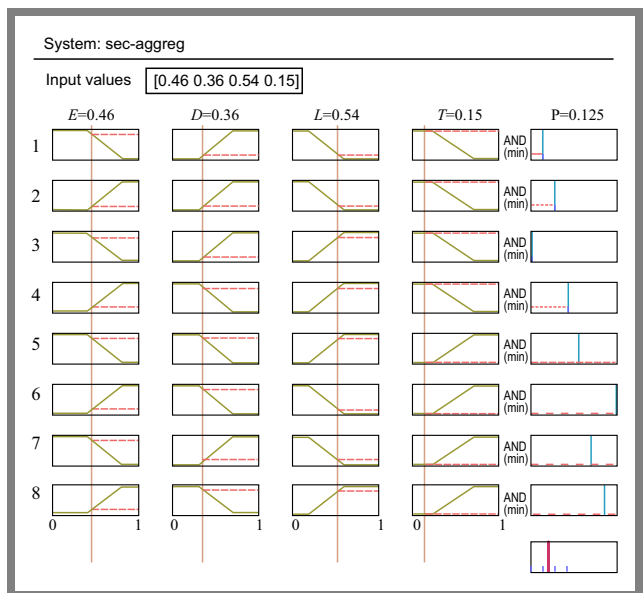 System: sec-aggreg
Input values [0.46 0.36 0.54 0.15]
E=0.46 D=0.36 L=0.54 T=0.15 P=0.125
1 AND (min)
2 AND (min)
3 AND (min)
4 AND (min)
5 AND (min)
6 AND (min)
7 AND (min)
8 AND (min)
0 1 0 1 0 1 0 1